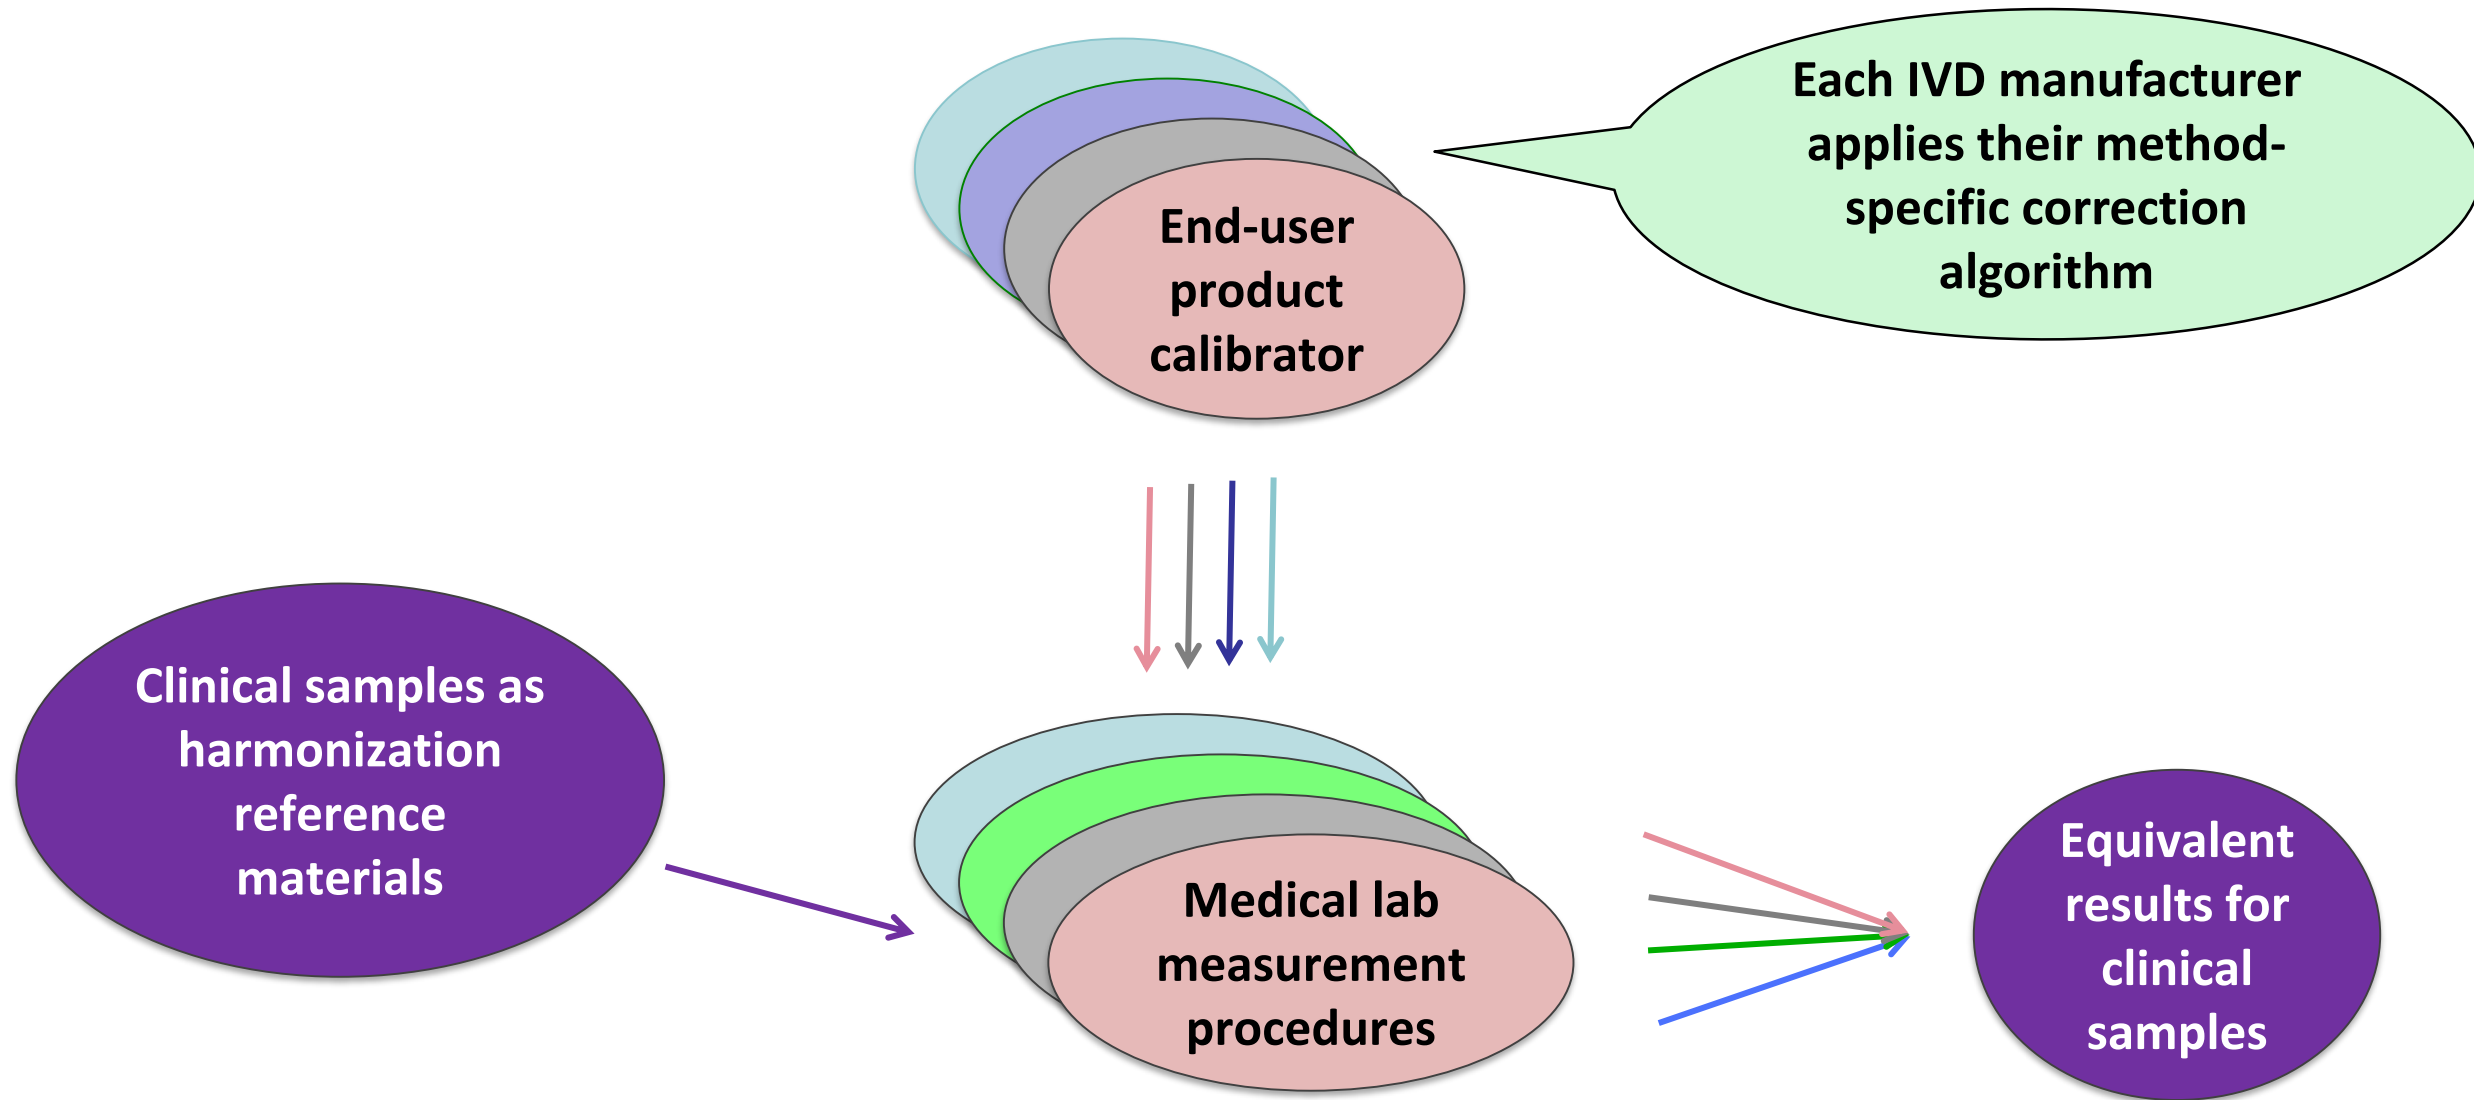 Each IVD manufacturer
applies their method-
specific correction
algorithm
End-user
product
calibrator
Clinical samples as
harmonization
reference
materials
Medical lab
measurement
procedures
Equivalent
results for
clinical
samples